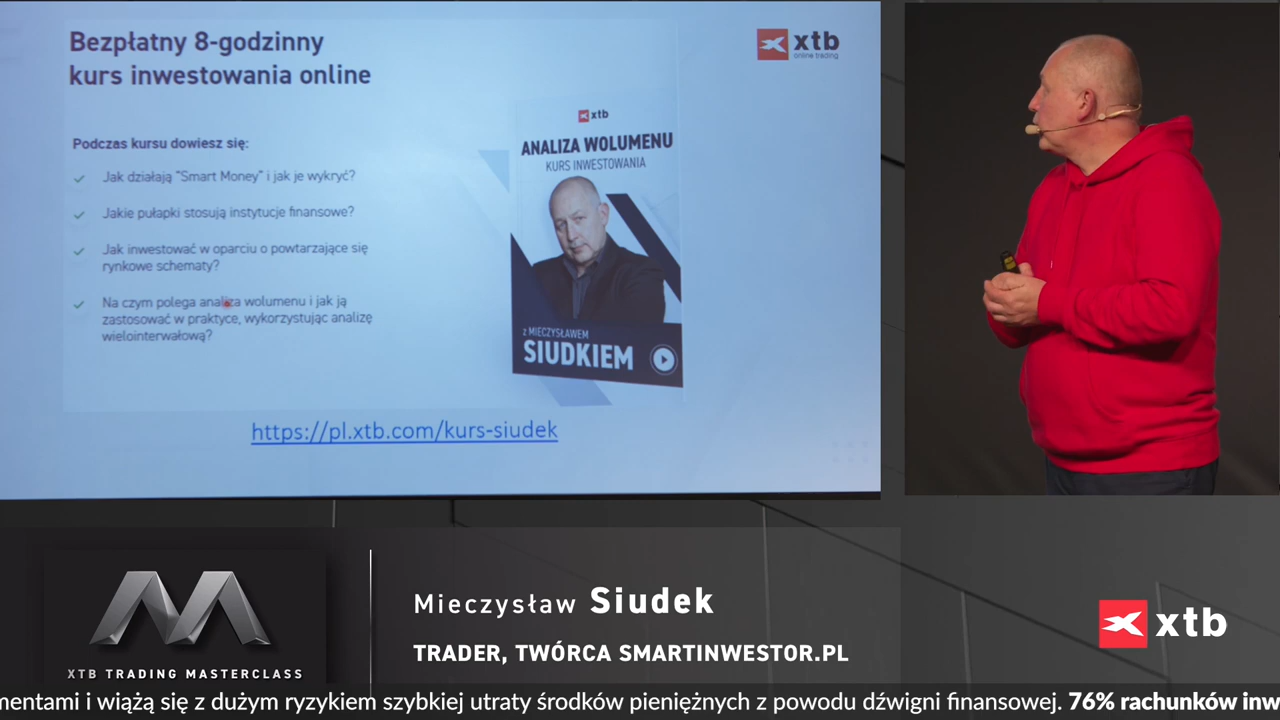 Bezpłatny 8-godzinny
kurs inwestowania online
xtb
online trading
Podczas kursu dowiesz się:
Jak działają "Smart Money" i jak je wykryć?
Jakie pułapki stosują instytucje finansowe?
Jak inwestować w oparciu o powtarzające się
rynkowe schematy?
Na czym polega analiza wolumenu i jak ją
zastosować w praktyce, wykorzystując analizę
wielointerwałową?
xtb
ANALIZA WOLUMENU
KURS INWESTOWANIA
z MIECZYSŁAWEM
SIUDKIEM
https://pl.xtb.com/kurs-siudek
XTB TRADING MASTERCLASS
Mieczysław Siudek
TRADER, TWÓRCA SMARTINWESTOR.PL
xtb
mentami i wiążą się z dużym ryzykiem szybkiej utraty środków pieniężnych z powodu dźwigni finansowej. 76% rachunków inw